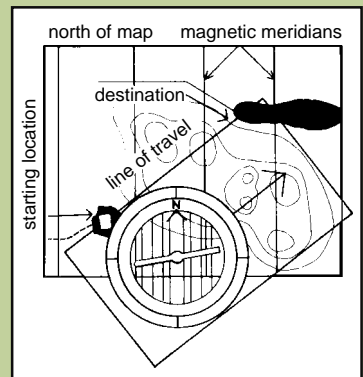 north of map magnetic meridians
destination
line of travel
starting location
N